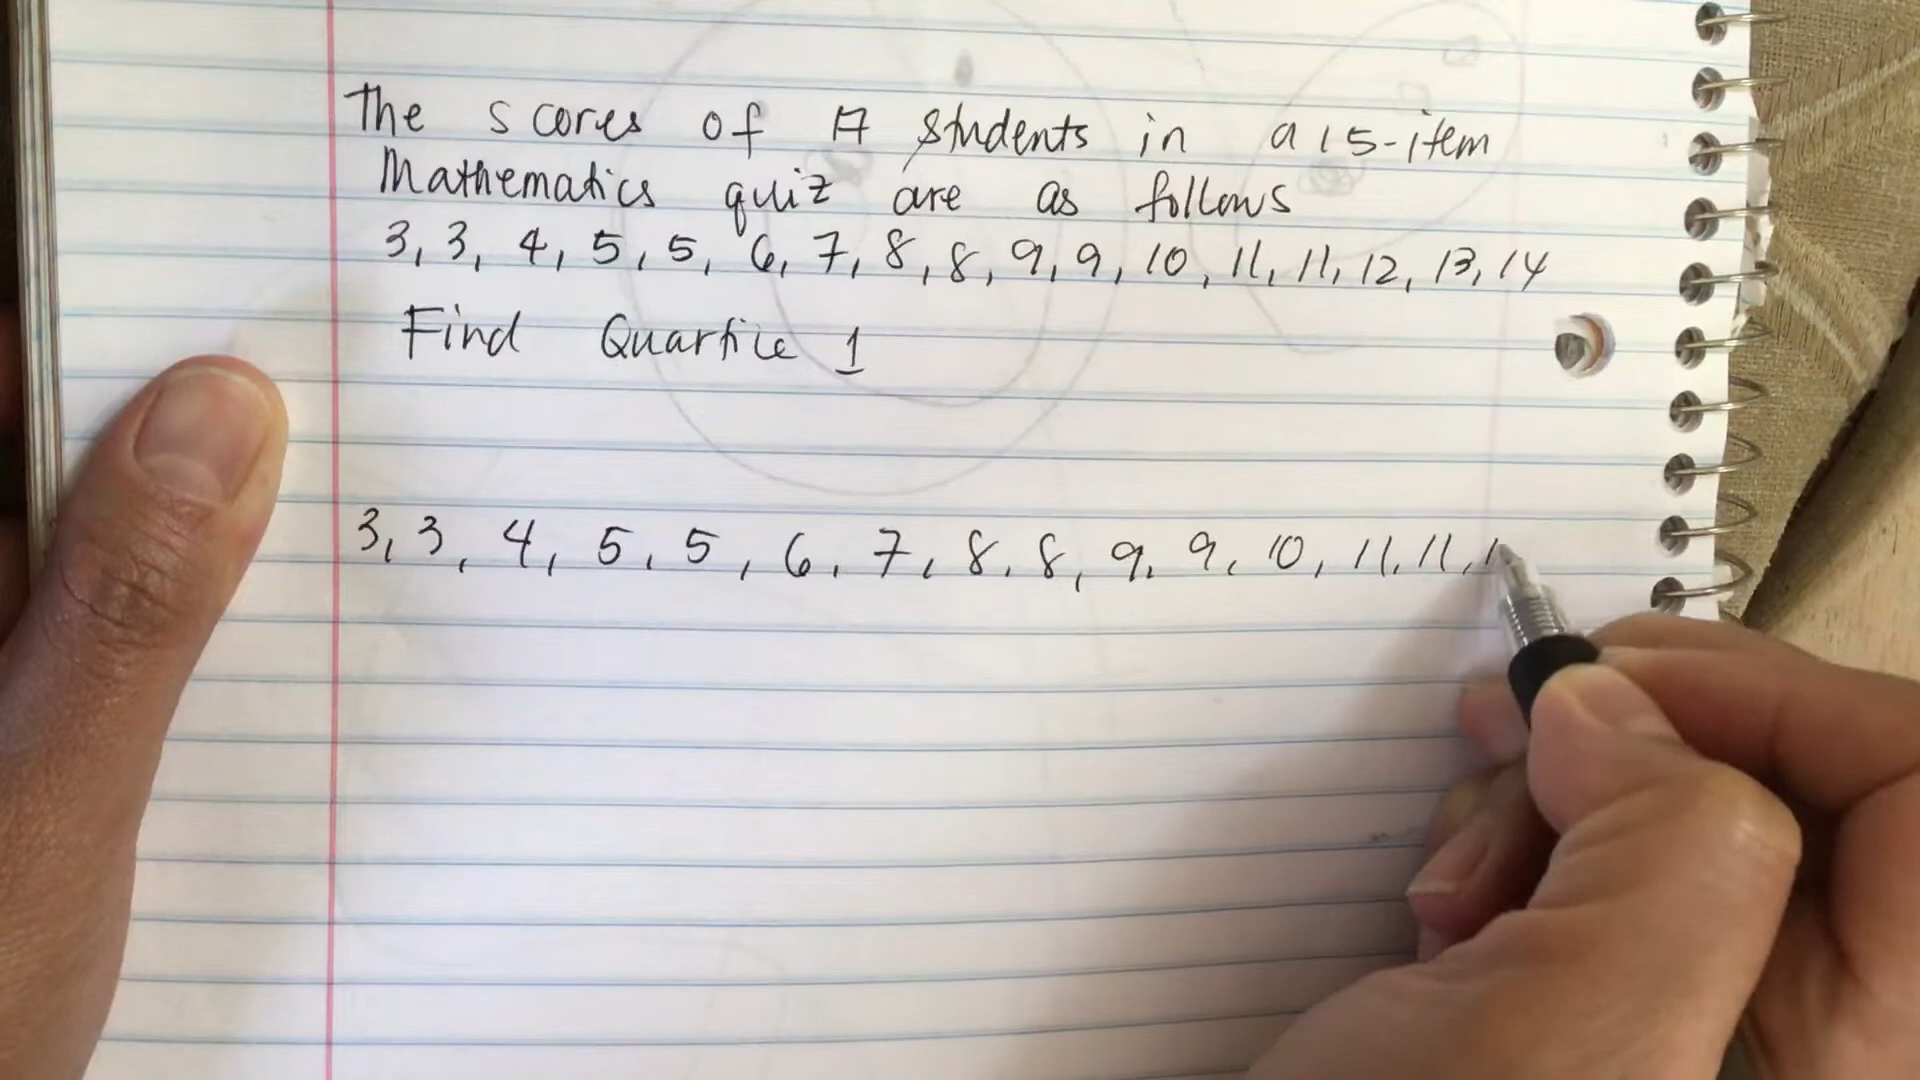 The scores of 17 students in a 15-item
Mathematics quiz are as follows
3, 3, 4, 5, 5, 6, 7, 8, 8, 9, 9, 10, 11, 11, 12, 13, 14
Find Quartile 1
3, 3, 4, 5, 5, 6, 7, 8, 8, 9, 9, 10, 11, 11, 1